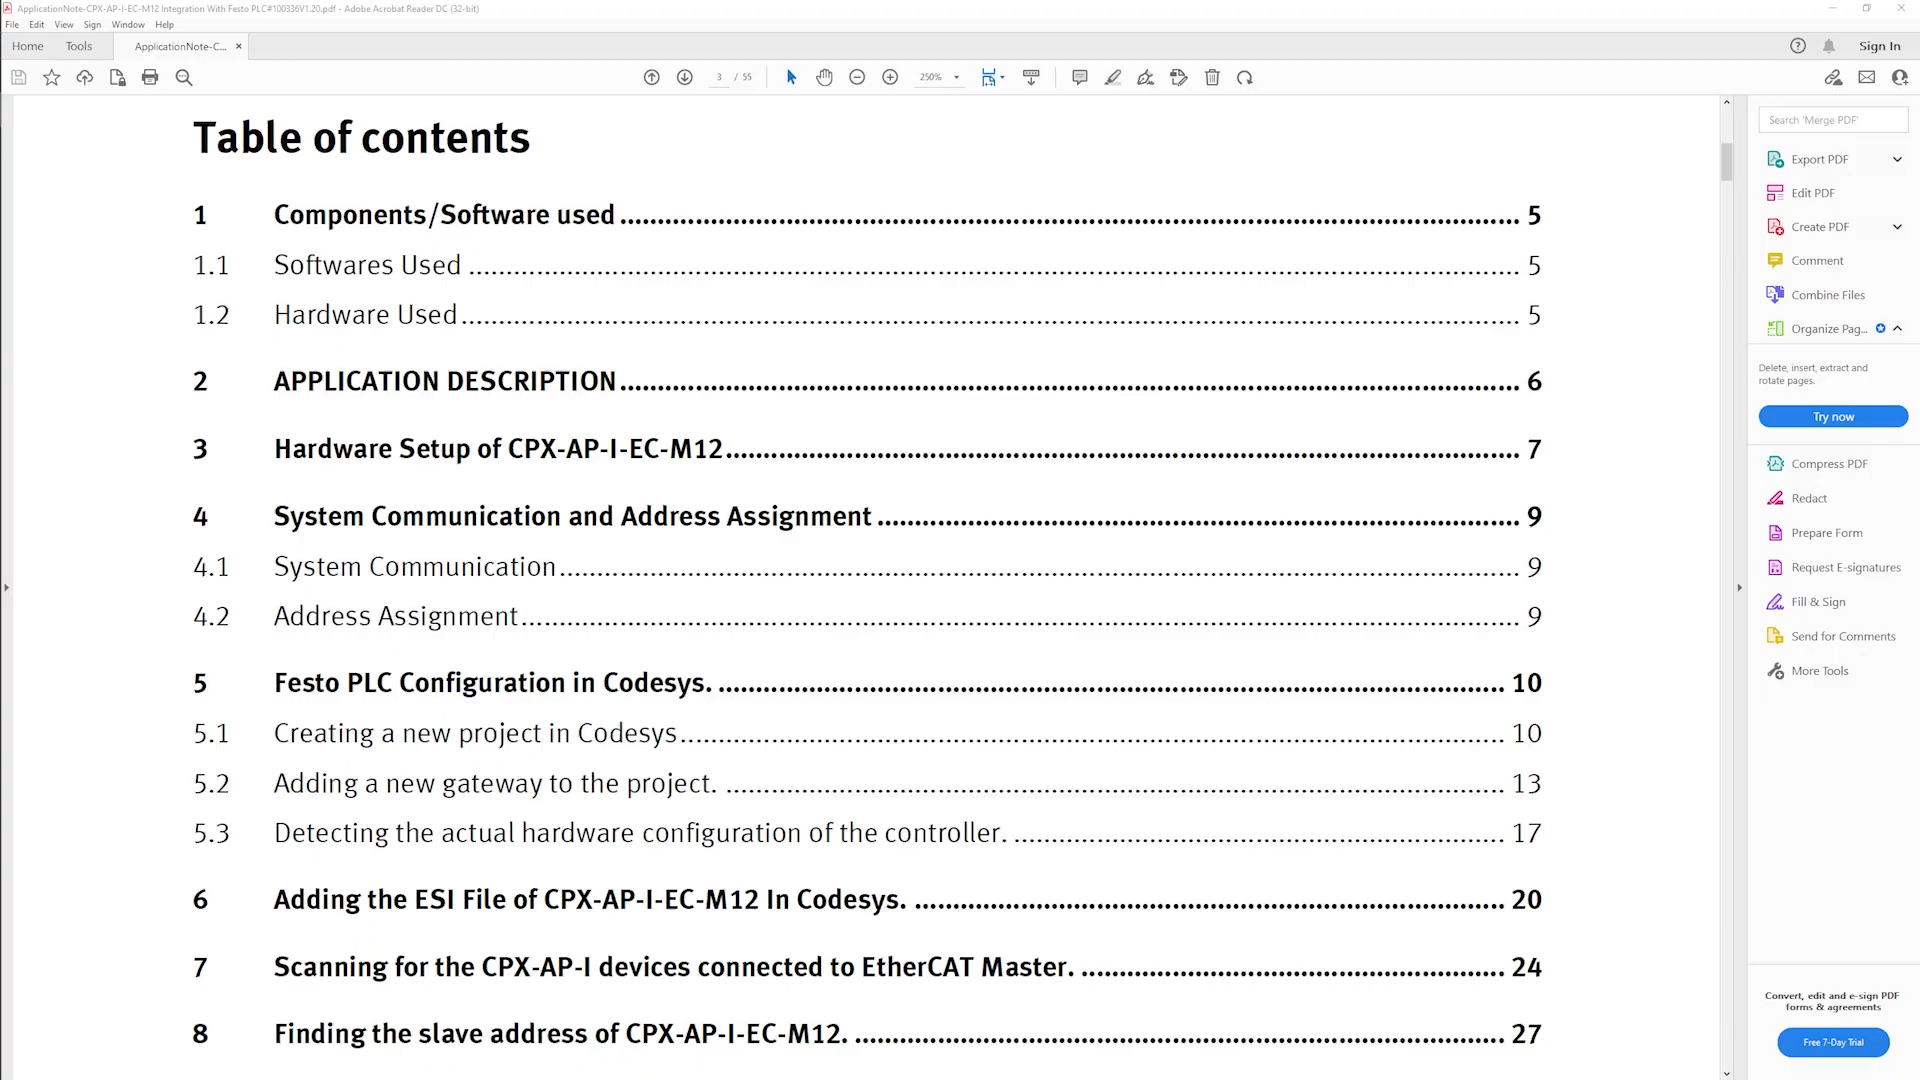 ApplicationNote-CPX-AP-I-EC-M12 Integration With Festo PLC#100336V1.20.pdf - Adobe Acrobat Reader DC (32-bit)
File Edit View Sign Window Help
Home Tools ApplicationNote-C... × Sign In
3 / 55 250%
Table of contents
1 Components/Software used 5
1.1 Softwares Used 5
1.2 Hardware Used 5
2 APPLICATION DESCRIPTION 6
3 Hardware Setup of CPX-AP-I-EC-M12 7
4 System Communication and Address Assignment 9
4.1 System Communication 9
4.2 Address Assignment 9
5 Festo PLC Configuration in Codesys. 10
5.1 Creating a new project in Codesys 10
5.2 Adding a new gateway to the project. 13
5.3 Detecting the actual hardware configuration of the controller. 17
6 Adding the ESI File of CPX-AP-I-EC-M12 In Codesys. 20
7 Scanning for the CPX-AP-I devices connected to EtherCAT Master. 24
8 Finding the slave address of CPX-AP-I-EC-M12. 27
Search 'Merge PDF'
Export PDF
Edit PDF
Create PDF
Comment
Combine Files
Organize Pag...
Delete, insert, extract and
rotate pages.
Try now
Compress PDF
Redact
Prepare Form
Request E-signatures
Fill & Sign
Send for Comments
More Tools
Convert, edit and e-sign PDF
forms & agreements
Free 7-Day Trial